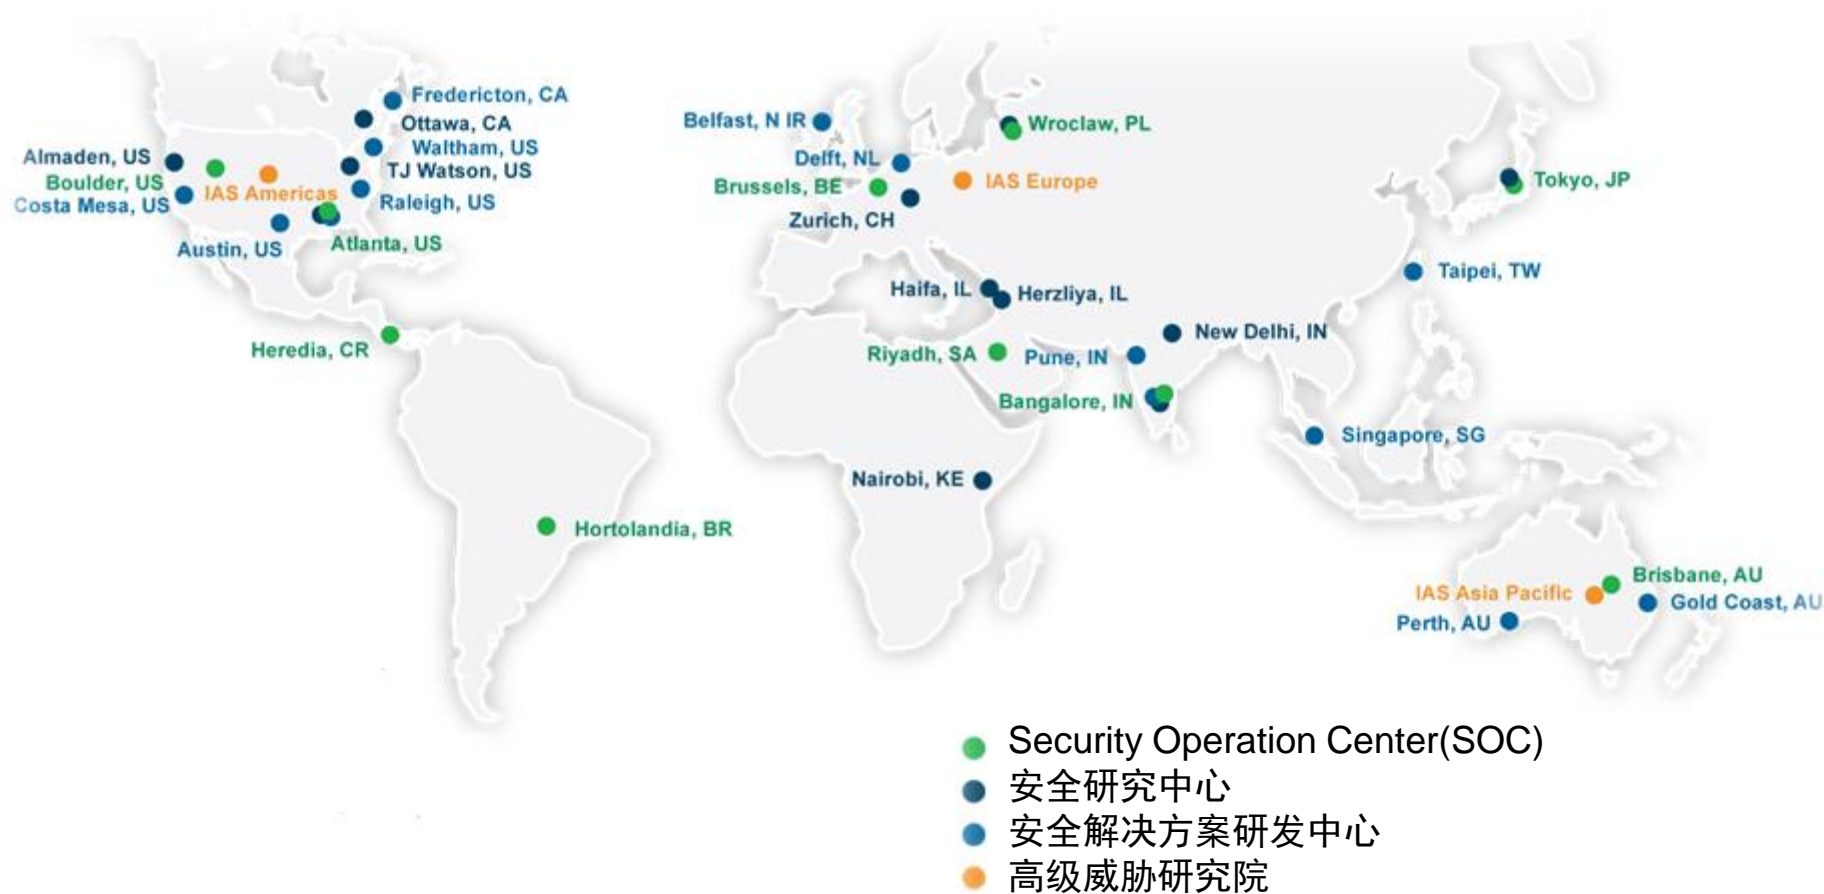 Fredericton, CA
Ottawa, CA
Waltham, US
Almaden, US
TJ Watson, US
Boulder, US
IAS Americas
Costa Mesa, US
Raleigh, US
Austin, US
Atlanta, US
Heredia, CR
Hortolandia, BR
Belfast, N IR
Wroclaw, PL
Delft, NL
Brussels, BE
IAS Europe
Zurich, CH
Haifa, IL
Herzliya, IL
Riyadh, SA
Pune, IN
New Delhi, IN
Bangalore, IN
Nairobi, KE
Tokyo, JP
Taipei, TW
Singapore, SG
Brisbane, AU
IAS Asia Pacific
Gold Coast, AU
Perth, AU
Security Operation Center(SOC)
安全研究中心
安全解决方案研发中心
高级威胁研究院